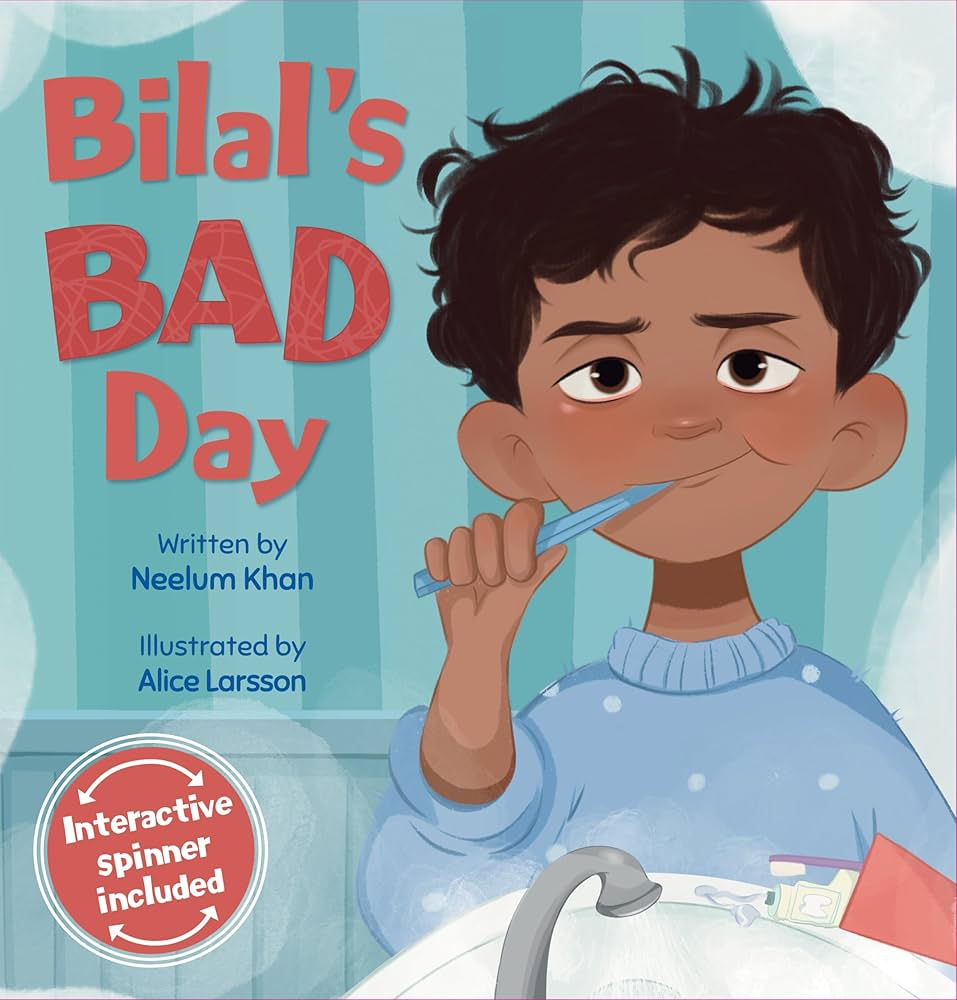 Bilal's
BAD
Day
Written by
Neelum Khan
Illustrated by
Alice Larsson
Interactive
spinner
included